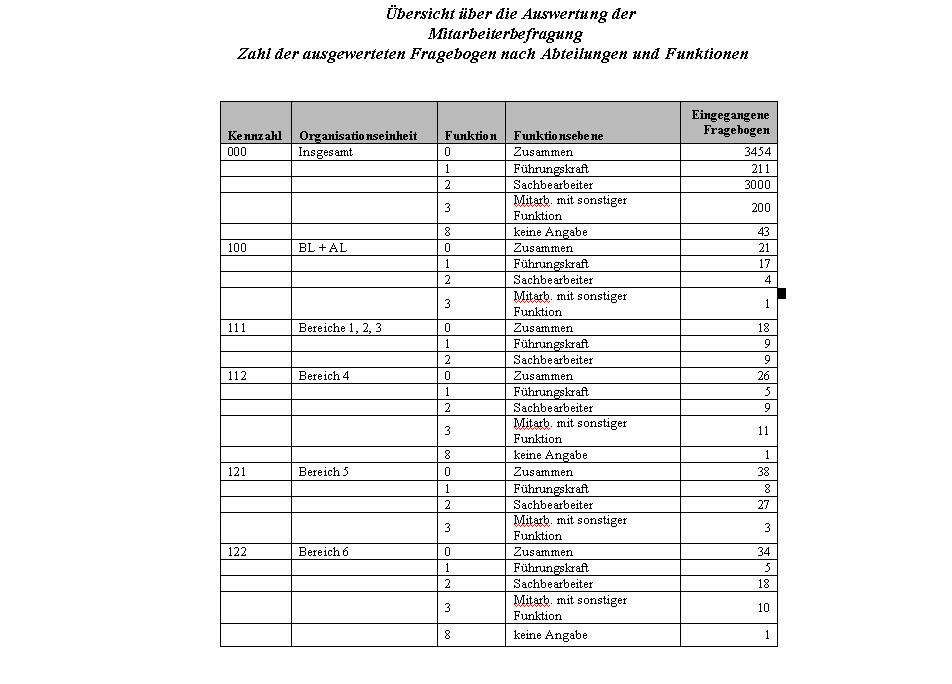 Übersicht über die Auswertung der
Mitarbeiterbefragung
Zahl der ausgewerteten Fragebogen nach Abteilungen und Funktionen
Kennzahl Organisationseinheit Funktion Funktionsebene Eingegangene Fragebogen
000 Insgesamt 0 Zusammen 3454
1 Führungskraft 211
2 Sachbearbeiter 3000
3 Mitarb. mit sonstiger Funktion 200
8 keine Angabe 43
100 BL + AL 0 Zusammen 21
1 Führungskraft 17
2 Sachbearbeiter 4
3 Mitarb. mit sonstiger Funktion 1
111 Bereiche 1, 2, 3 0 Zusammen 18
1 Führungskraft 9
2 Sachbearbeiter 9
112 Bereich 4 0 Zusammen 26
1 Führungskraft 5
2 Sachbearbeiter 9
3 Mitarb. mit sonstiger Funktion 11
8 keine Angabe 1
121 Bereich 5 0 Zusammen 38
1 Führungskraft 8
2 Sachbearbeiter 27
3 Mitarb. mit sonstiger Funktion 3
122 Bereich 6 0 Zusammen 34
1 Führungskraft 5
2 Sachbearbeiter 18
3 Mitarb. mit sonstiger Funktion 10
8 keine Angabe 1